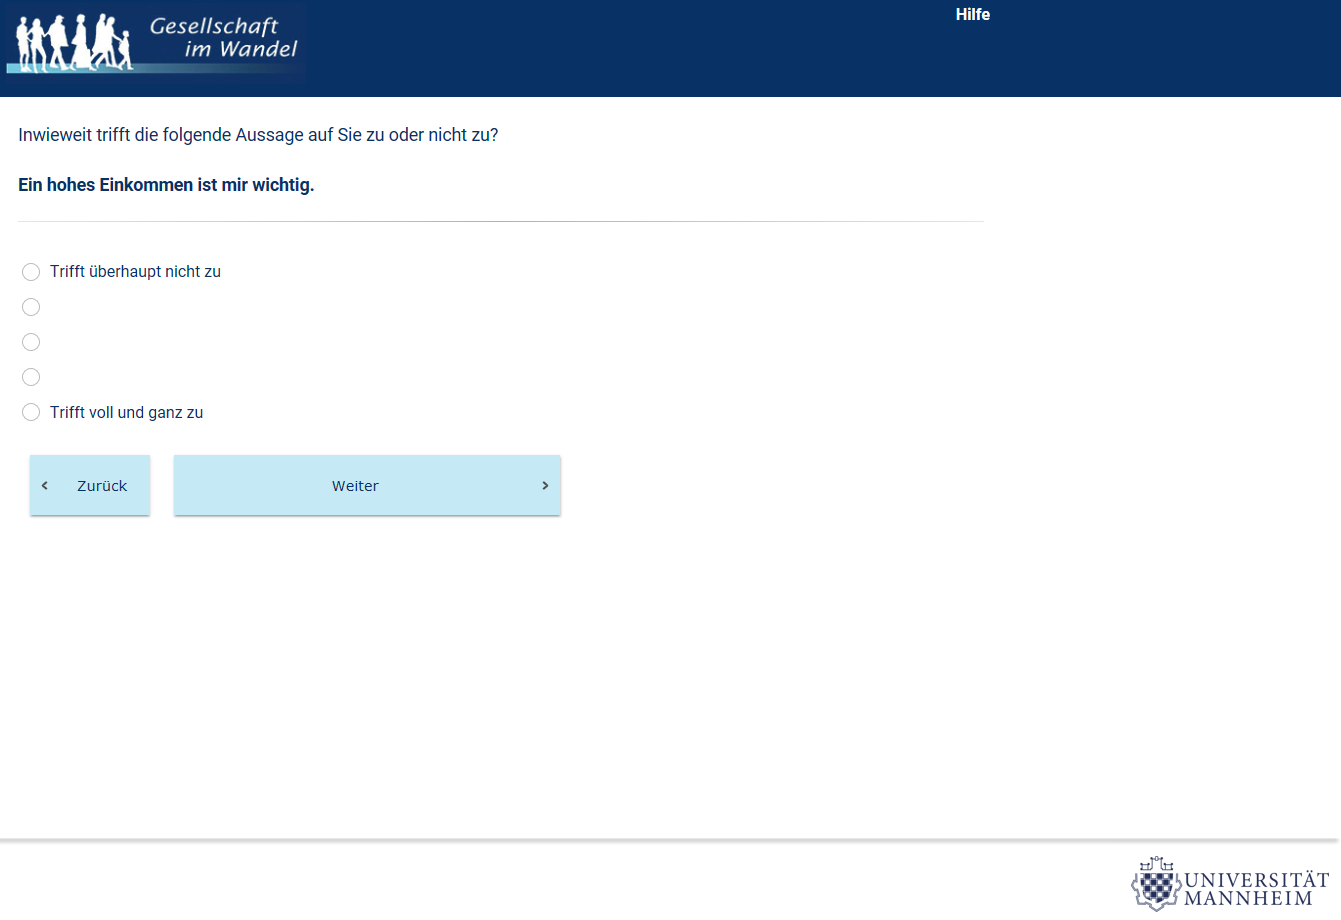 Gesellschaft
im Wandel
Hilfe
Inwieweit trifft die folgende Aussage auf Sie zu oder nicht zu?
Ein hohes Einkommen ist mir wichtig.
Trifft überhaupt nicht zu
Trifft voll und ganz zu
Zurück
Weiter
UNIVERSITÄT
MANNHEIM